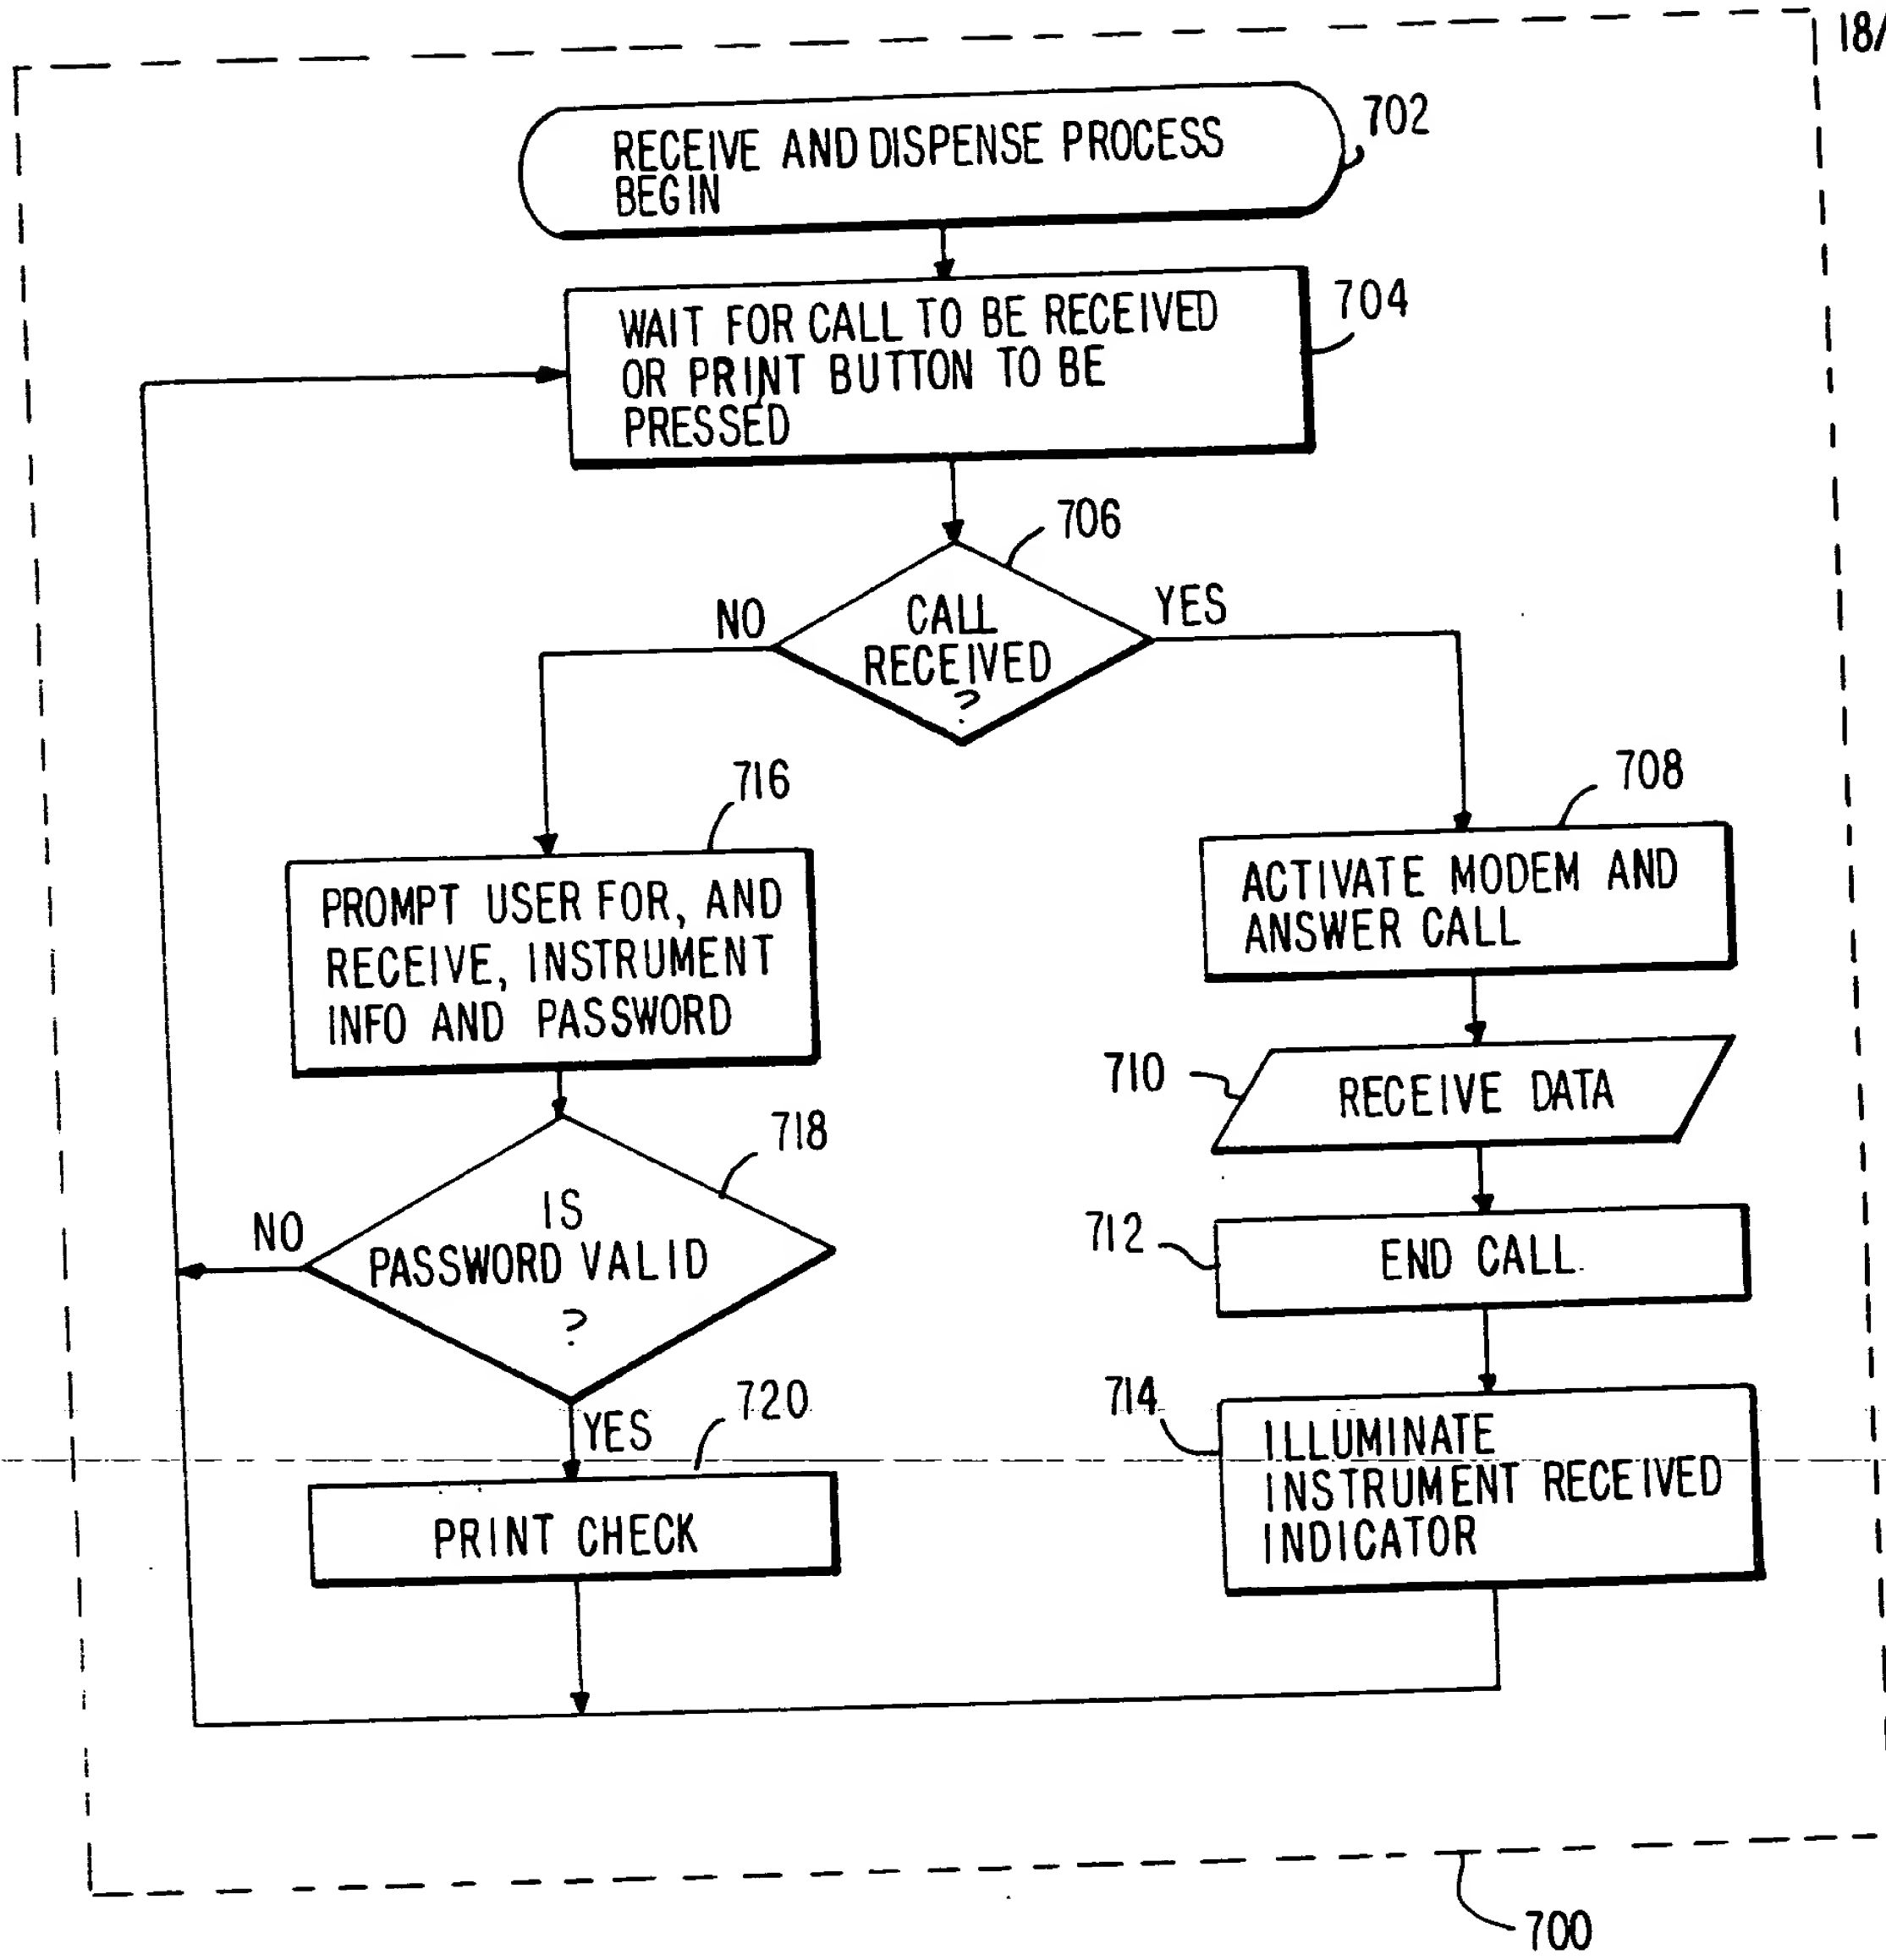 18/
RECEIVE AND DISPENSE PROCESS
BEGIN
702
WAIT FOR CALL TO BE RECEIVED
OR PRINT BUTTON TO BE
PRESSED
704
706
NO
CALL
RECEIVED
?
YES
716
PROMPT USER FOR, AND
RECEIVE, INSTRUMENT
INFO AND PASSWORD
708
ACTIVATE MODEM AND
ANSWER CALL
710
RECEIVE DATA
718
NO
IS
PASSWORD VALID
?
YES
712
END CALL
720
PRINT CHECK
714
ILLUMINATE
INSTRUMENT RECEIVED
INDICATOR
700